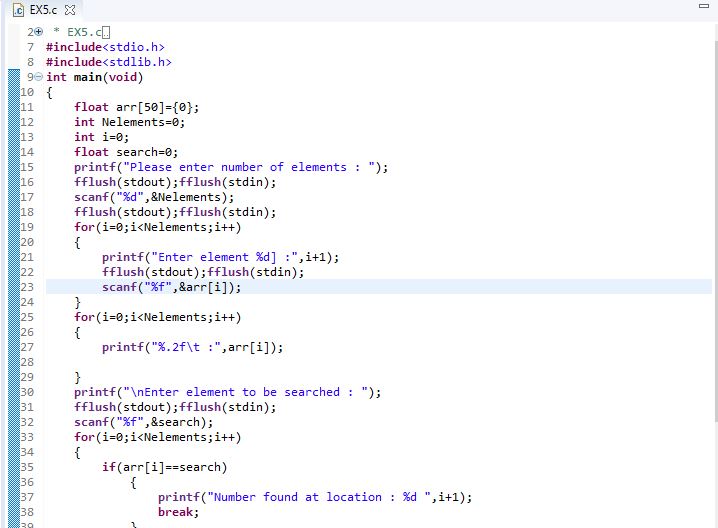 EX5.c
2 * EX5.c
7 #include<stdio.h>
8 #include<stdlib.h>
9 int main(void)
10 {
11     float arr[50]={0};
12     int Nelements=0;
13     int i=0;
14     float search=0;
15     printf("Please enter number of elements : ");
16     fflush(stdout);fflush(stdin);
17     scanf("%d",&Nelements);
18     fflush(stdout);fflush(stdin);
19     for(i=0;i<Nelements;i++)
20     {
21         printf("Enter element %d] :",i+1);
22         fflush(stdout);fflush(stdin);
23         scanf("%f",&arr[i]);
24     }
25     for(i=0;i<Nelements;i++)
26     {
27         printf("%.2f\t :",arr[i]);
28
29     }
30     printf("\nEnter element to be searched : ");
31     fflush(stdout);fflush(stdin);
32     scanf("%f",&search);
33     for(i=0;i<Nelements;i++)
34     {
35         if(arr[i]==search)
36             {
37                 printf("Number found at location : %d ",i+1);
38                 break;
39             }